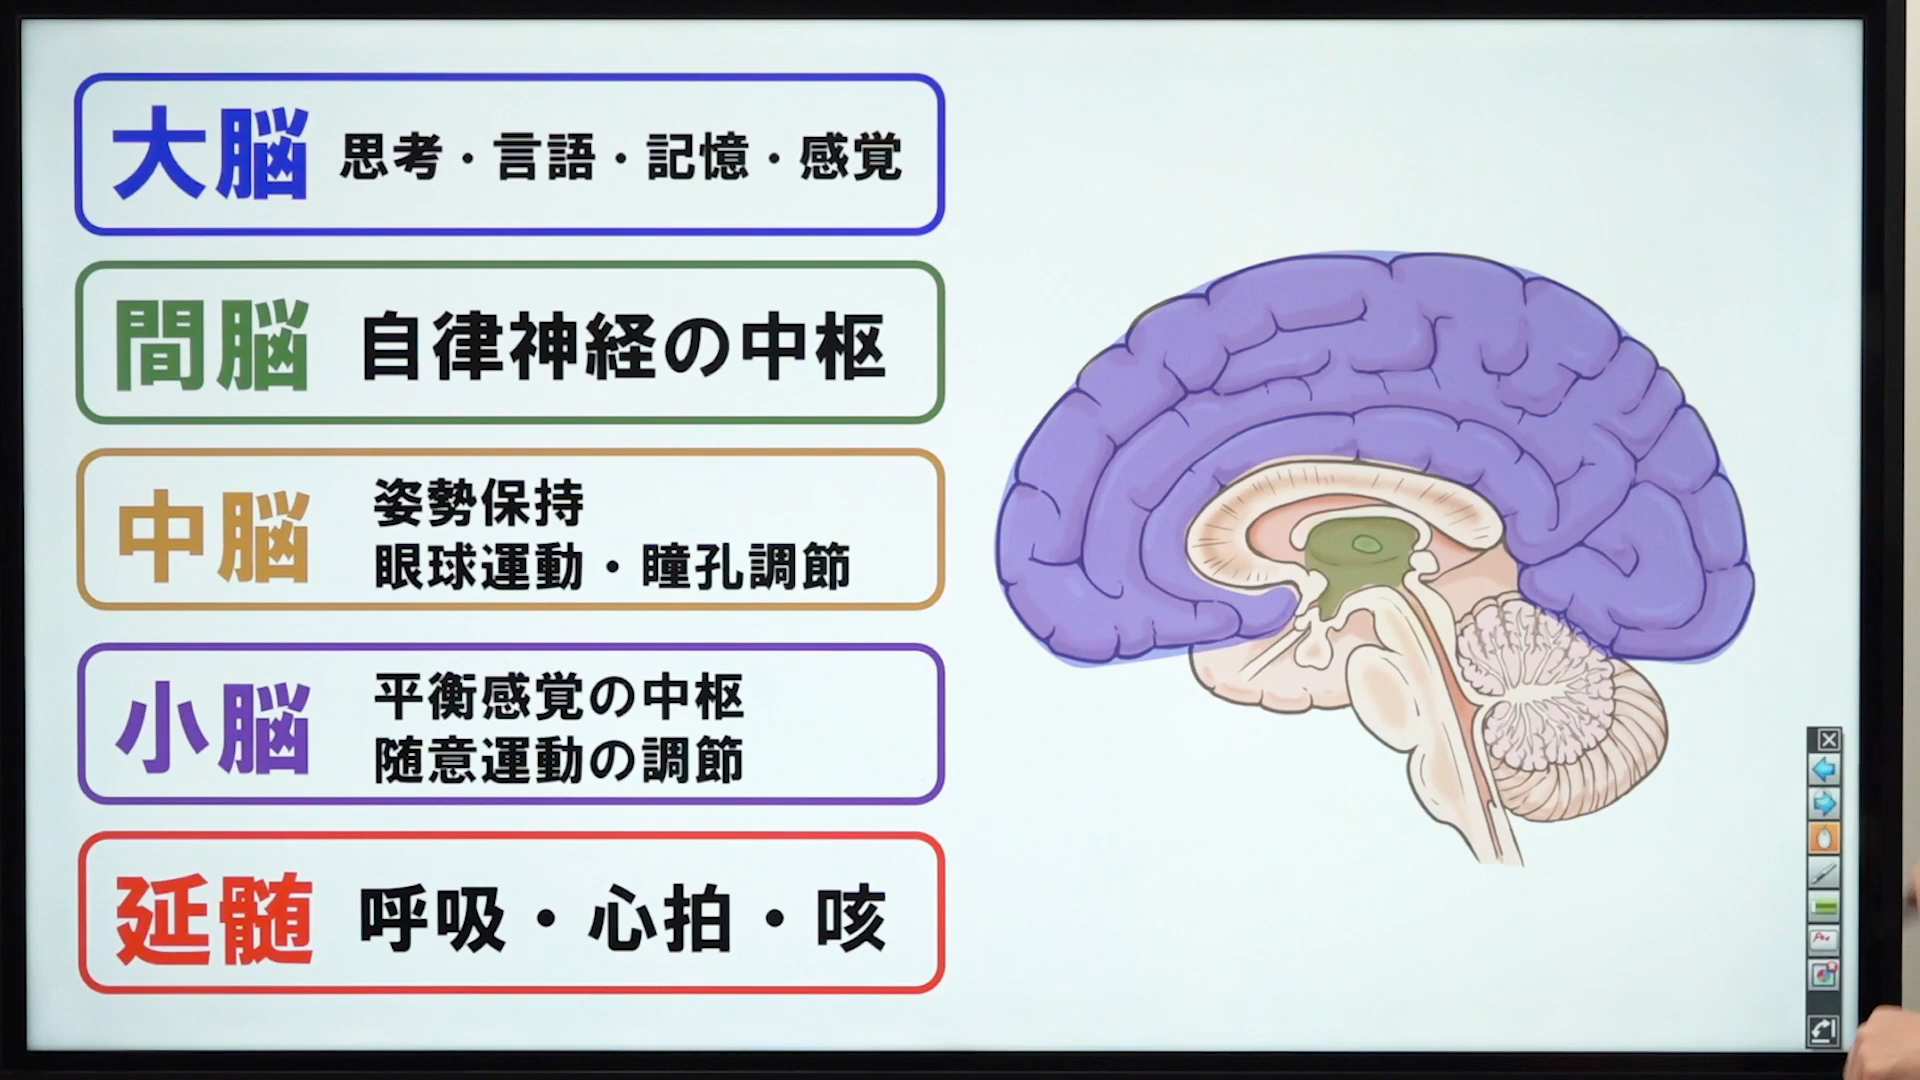 大脳 思考・言語・記憶・感覚
間脳 自律神経の中枢
中脳 姿勢保持
眼球運動・瞳孔調節
小脳 平衡感覚の中枢
随意運動の調節
延髄 呼吸・心拍・咳